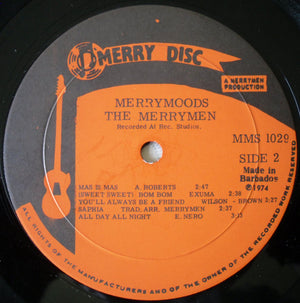 MERRY DISC
A MERRYMEN
PRODUCTION
MERRYMOODS
THE MERRYMEN
Recorded At Rec. Studios.
MMS 1029
SIDE 2
Made in
Barbados
℗ 1974
MAS IS MAS A. ROBERTS 2:47
(SWEET SWEET) BOM BOM EXUMA 2:38
YOU'LL ALWAYS BE A FRIEND WILSON - BROWN 3:27
SAPHIA TRAD; ARR. MERRYMEN 2:37
ALL DAY ALL NIGHT E. NERO
ALL RIGHTS OF THE MANUFACTURERS AND OF THE OWNER OF THE RECORDED WORK RESERVED